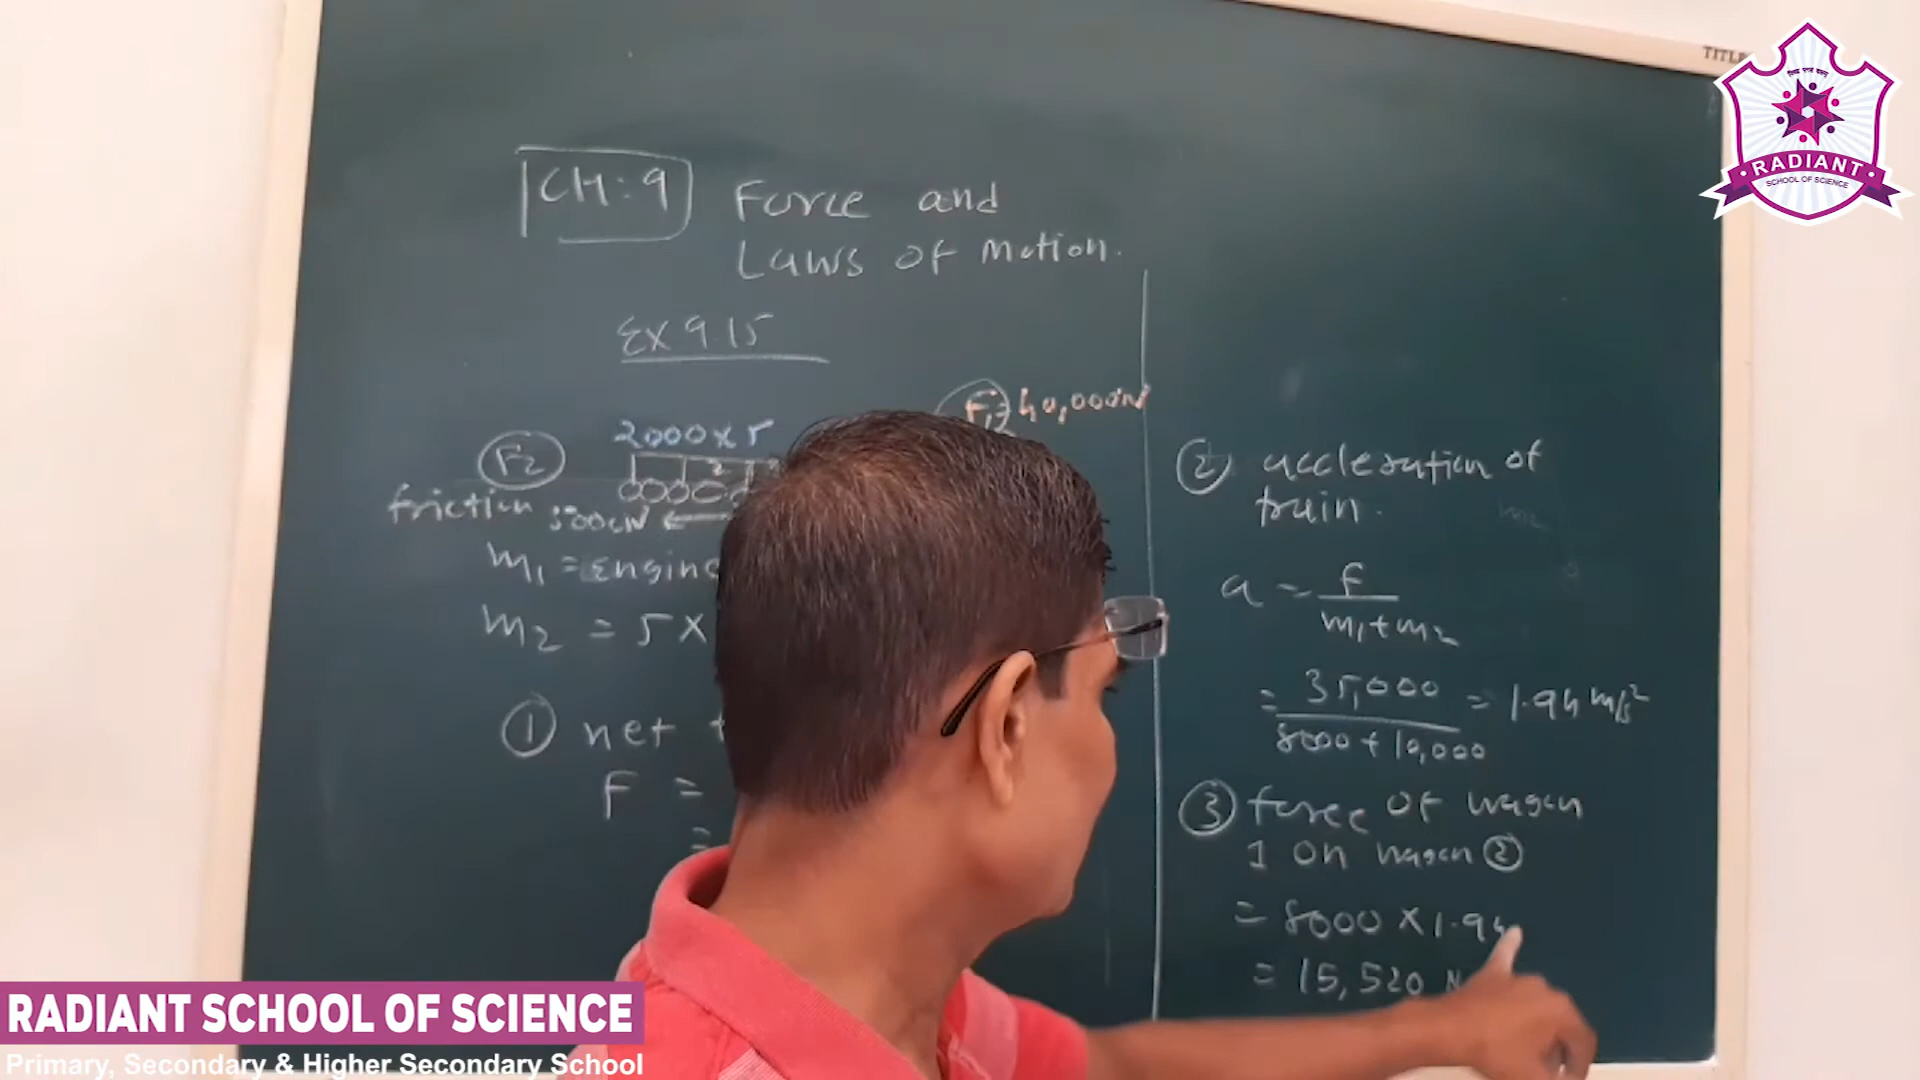 TITLE
RADIANT
SCHOOL OF SCIENCE
CH:9 Force and
Laws of Motion.
Ex 9.15
F1= 40,000N
F2 2000 x 5
2
friction 5000N
m1 = Engine
m2 = 5 x
① net
F =
=
② accleration of
train.
a = F
m1+m2
= 35,000 = 1.94 m/s²
8000 + 10,000
③ force of wagon
1 on wagon ②
= 8000 x 1.94
= 15,520 N
RADIANT SCHOOL OF SCIENCE
Primary, Secondary & Higher Secondary School